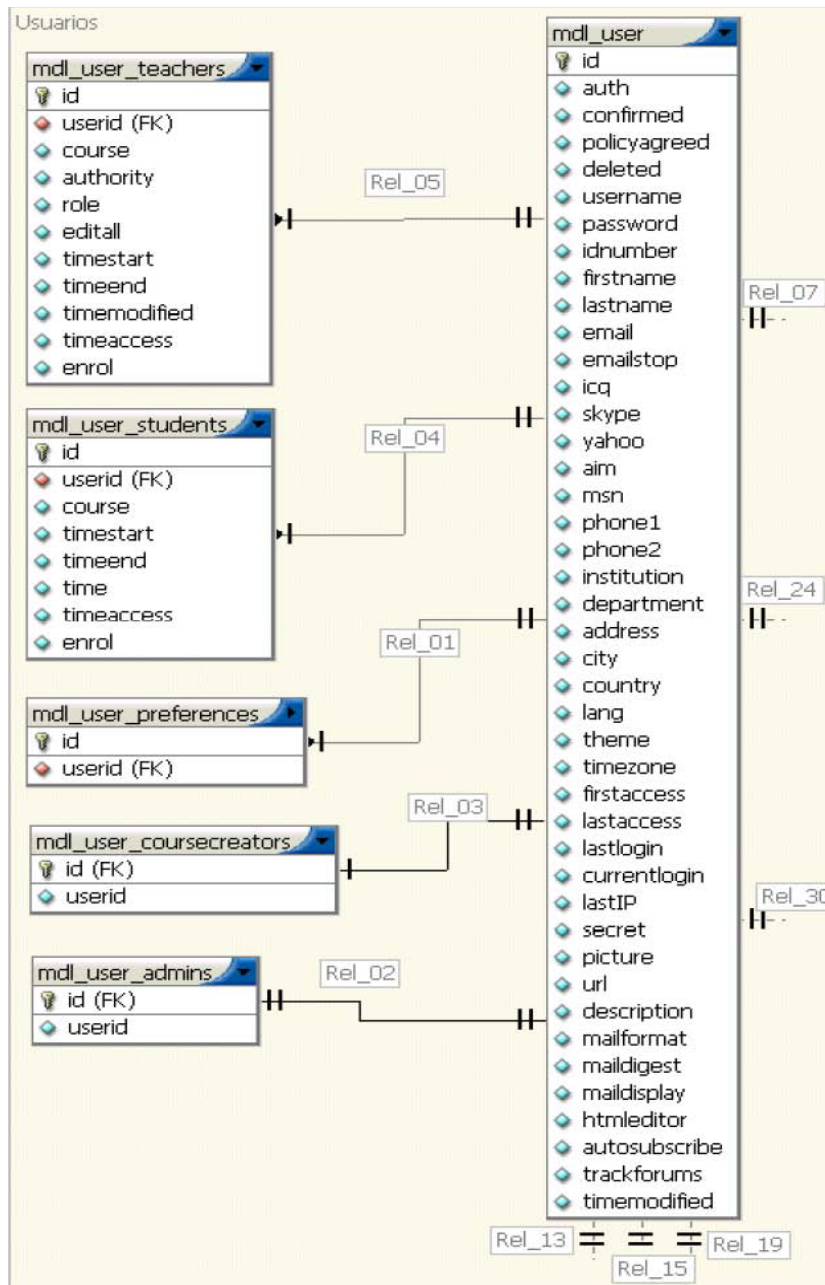 Usuarios
mdl_user_teachers
id
userid (FK)
course
authority
role
editall
timestart
timeend
timemodified
timeaccess
enrol
Rel_05
mdl_user_students
id
userid (FK)
course
timestart
timeend
time
timeaccess
enrol
Rel_04
mdl_user_preferences
id
userid (FK)
Rel_01
mdl_user_coursecreators
id (FK)
userid
Rel_03
mdl_user_admins
id (FK)
userid
Rel_02
mdl_user
id
auth
confirmed
policyagreed
deleted
username
password
idnumber
firstname
lastname
email
emailstop
icq
skype
yahoo
aim
msn
phone1
phone2
institution
department
address
city
country
lang
theme
timezone
firstaccess
lastaccess
lastlogin
currentlogin
lastIP
secret
picture
url
description
mailformat
maildigest
maildisplay
htmleditor
autosubscribe
trackforums
timemodified
Rel_07
Rel_24
Rel_30
Rel_13
Rel_15
Rel_19